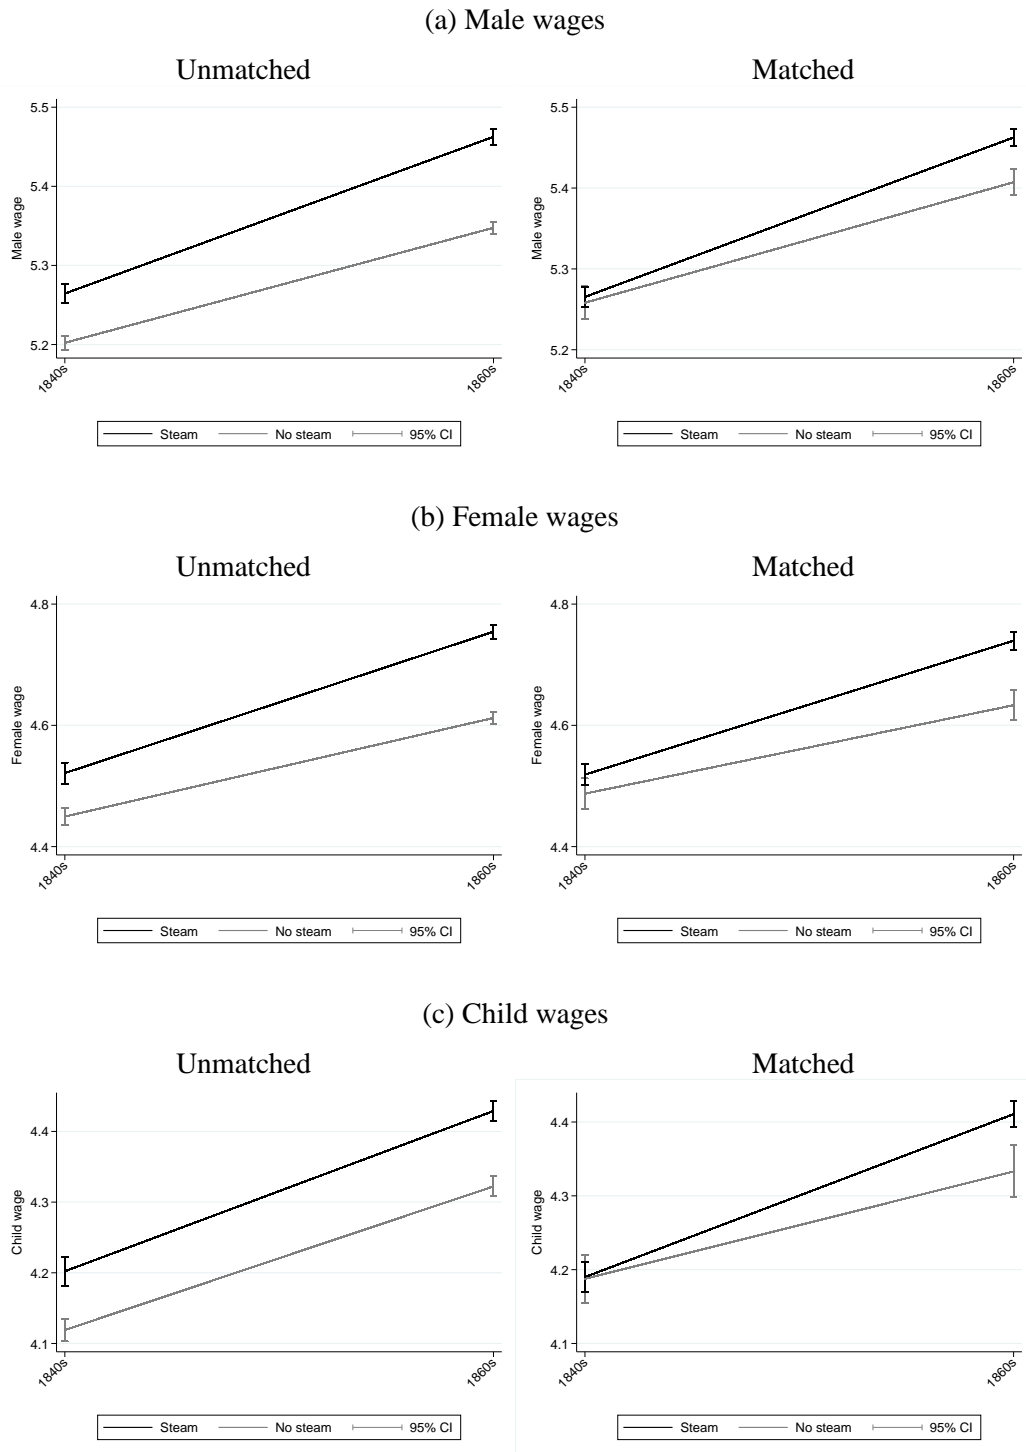 (a) Male wages
Unmatched
5.5
5.4
5.3
5.2
Male wage
1840s
1860s
Steam
No steam
95% CI
Matched
5.5
5.4
5.3
5.2
Male wage
1840s
1860s
Steam
No steam
95% CI
(b) Female wages
Unmatched
4.8
4.6
4.4
Female wage
1840s
1860s
Steam
No steam
95% CI
Matched
4.8
4.6
4.4
Female wage
1840s
1860s
Steam
No steam
95% CI
(c) Child wages
Unmatched
4.4
4.3
4.2
4.1
Child wage
1840s
1860s
Steam
No steam
95% CI
Matched
4.4
4.3
4.2
4.1
Child wage
1840s
1860s
Steam
No steam
95% CI